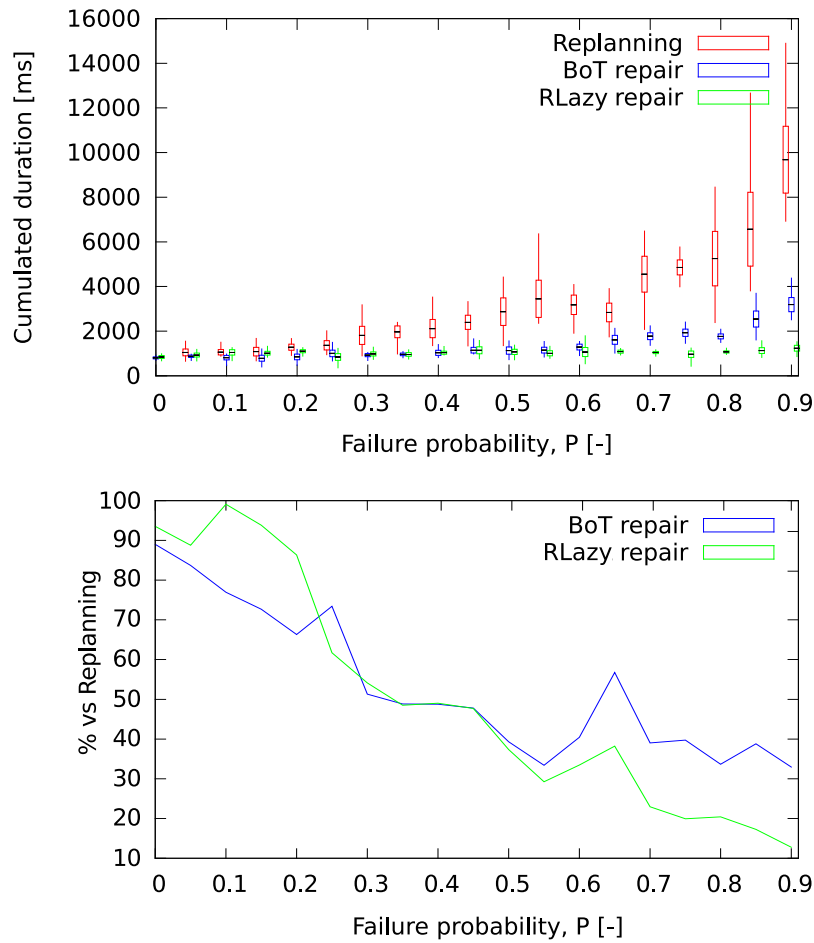 16000
14000
12000
10000
8000
6000
4000
2000
0
Cumulated duration [ms]
Replanning
BoT repair
RLazy repair
0 0.1 0.2 0.3 0.4 0.5 0.6 0.7 0.8 0.9
Failure probability, P [-]
100
90
80
70
60
50
40
30
20
10
% vs Replanning
BoT repair
RLazy repair
0 0.1 0.2 0.3 0.4 0.5 0.6 0.7 0.8 0.9
Failure probability, P [-]